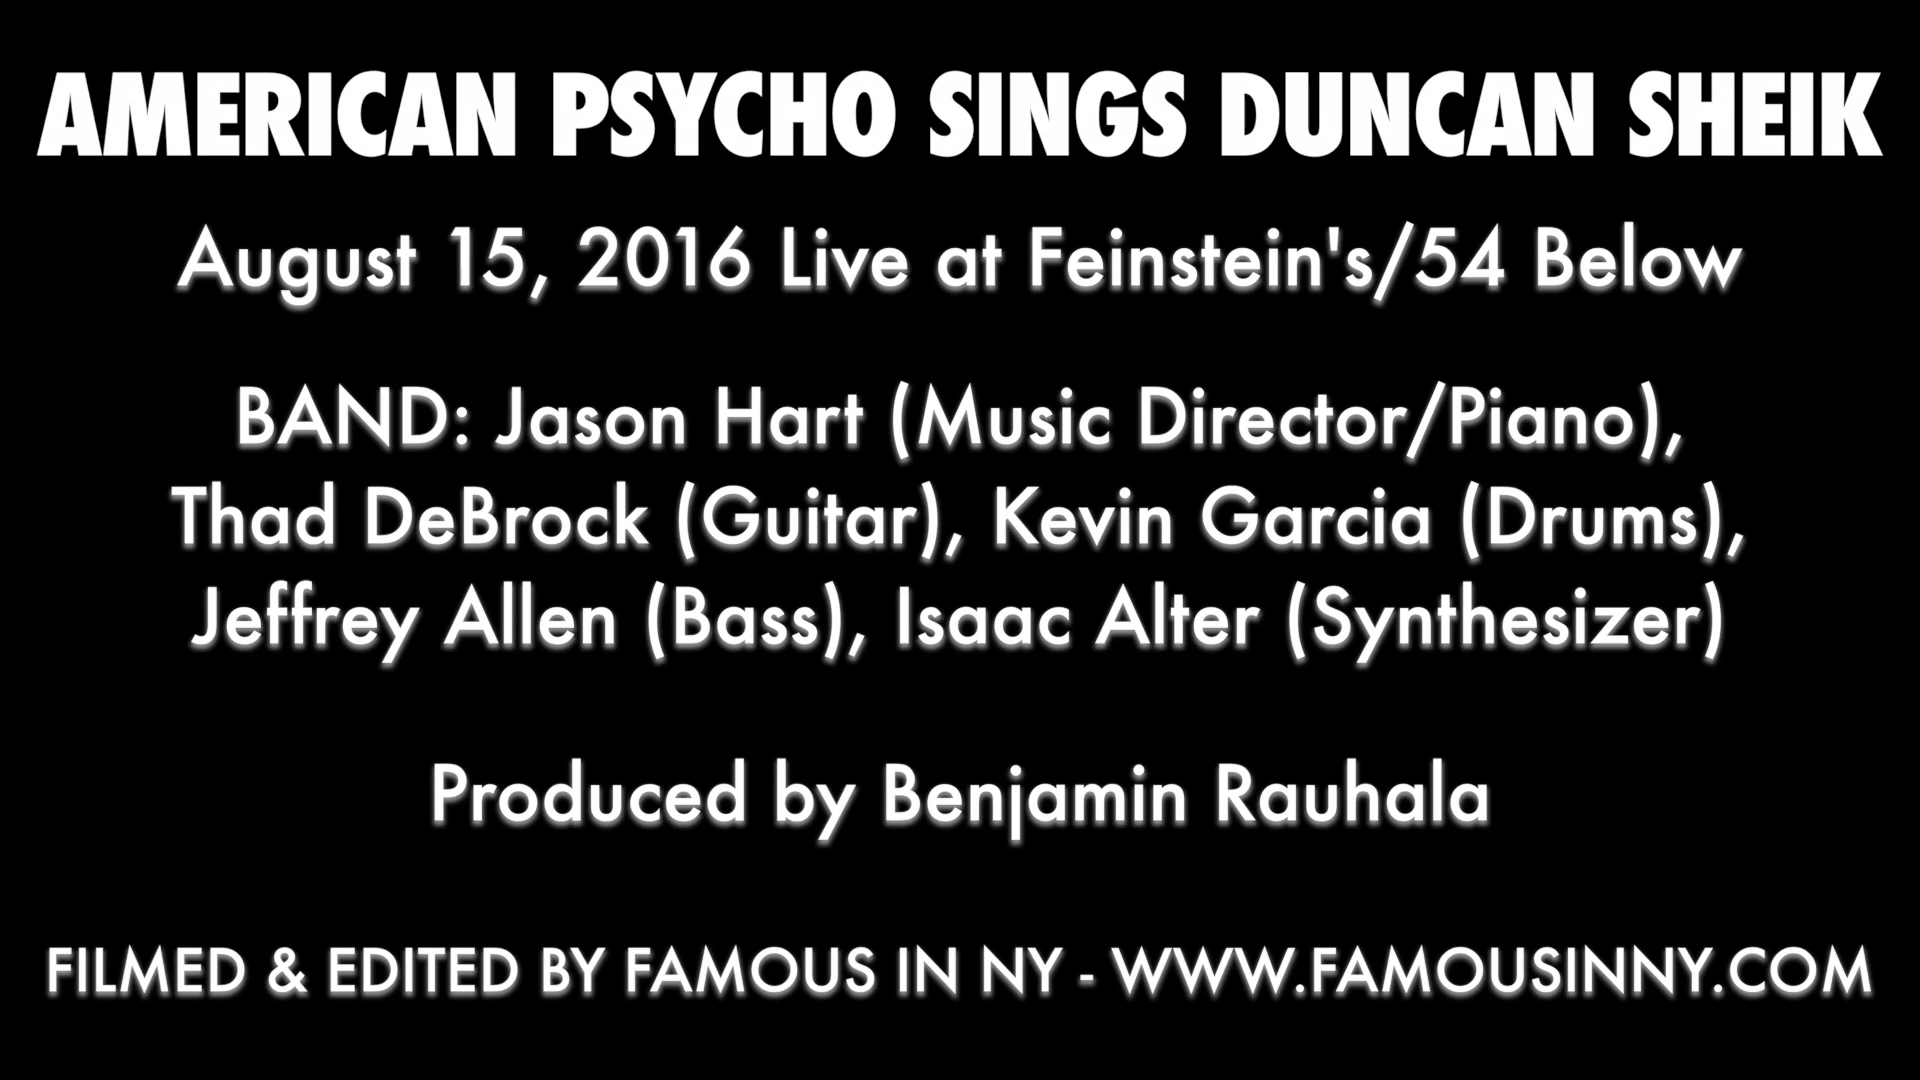 AMERICAN PSYCHO SINGS DUNCAN SHEIK
August 15, 2016 Live at Feinstein's/54 Below
BAND: Jason Hart (Music Director/Piano),
Thad DeBrock (Guitar), Kevin Garcia (Drums),
Jeffrey Allen (Bass), Isaac Alter (Synthesizer)
Produced by Benjamin Rauhala
FILMED & EDITED BY FAMOUS IN NY - WWW.FAMOUSINNY.COM